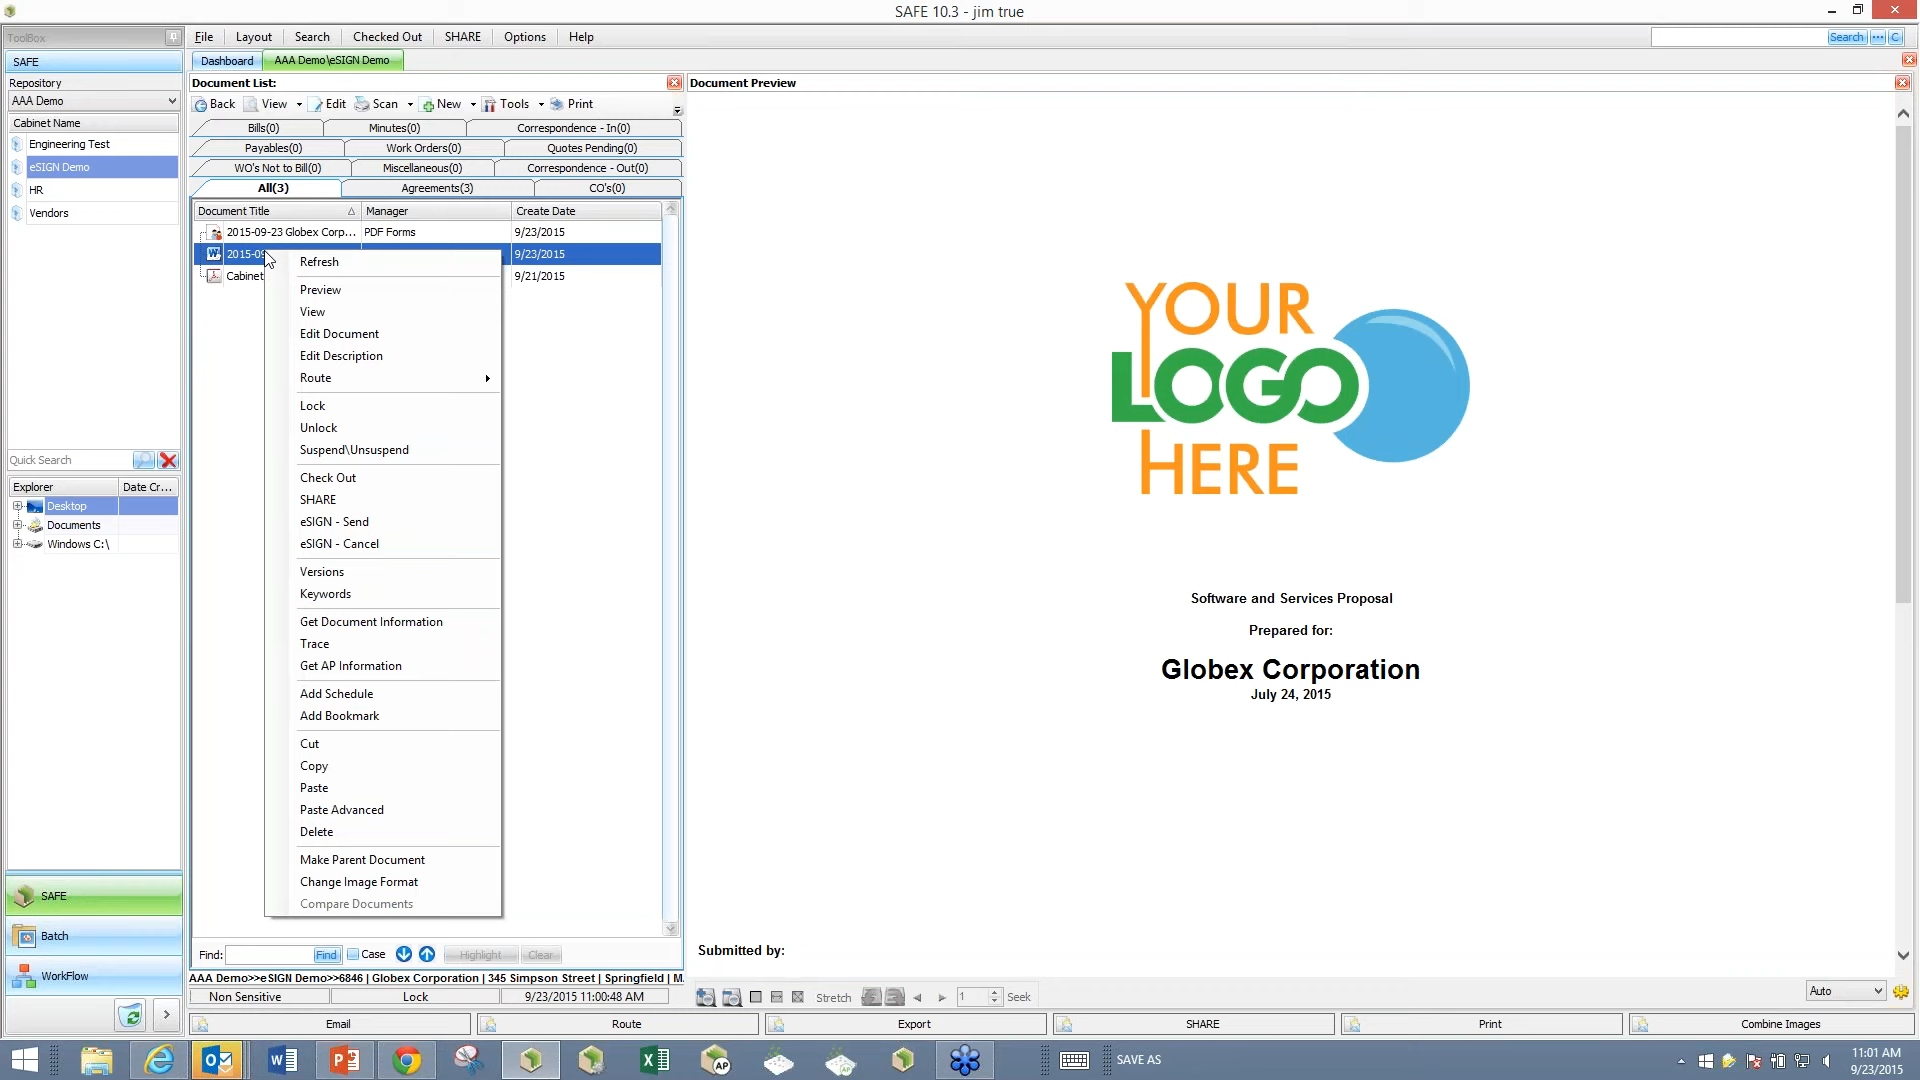 SAFE 10.3 - jim true
ToolBox
File Layout Search Checked Out SHARE Options Help
Search ... C
SAFE
Dashboard AAA Demo\eSIGN Demo
Repository
AAA Demo
Cabinet Name
Engineering Test
eSIGN Demo
HR
Vendors
Quick Search
Explorer Date Cr...
Desktop
Documents
Windows C:\
SAFE
Batch
WorkFlow
Document List:
Back View Edit Scan New Tools Print
Bills(0) Minutes(0) Correspondence - In(0)
Payables(0) Work Orders(0) Quotes Pending(0)
WO's Not to Bill(0) Miscellaneous(0) Correspondence - Out(0)
All(3) Agreements(3) CO's(0)
Document Title Manager Create Date
2015-09-23 Globex Corp... PDF Forms 9/23/2015
2015-09 9/23/2015
Cabinet 9/21/2015
Refresh
Preview
View
Edit Document
Edit Description
Route
Lock
Unlock
Suspend\Unsuspend
Check Out
SHARE
eSIGN - Send
eSIGN - Cancel
Versions
Keywords
Get Document Information
Trace
Get AP Information
Add Schedule
Add Bookmark
Cut
Copy
Paste
Paste Advanced
Delete
Make Parent Document
Change Image Format
Compare Documents
Find: Find Case Highlight Clear
AAA Demo>>eSIGN Demo>>6846 | Globex Corporation | 345 Simpson Street | Springfield | M
Non Sensitive Lock 9/23/2015 11:00:48 AM
Document Preview
YOUR
LOGO
HERE
Software and Services Proposal
Prepared for:
Globex Corporation
July 24, 2015
Submitted by:
Stretch 1 Seek
Auto
Email Route Export SHARE Print Combine Images
AP
SAVE AS
11:01 AM
9/23/2015